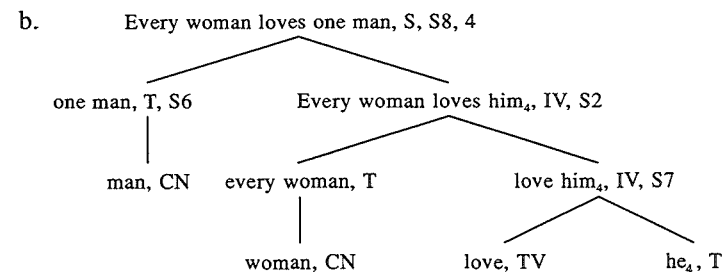 b. Every woman loves one man, S, S8, 4
one man, T, S6 Every woman loves him₄, IV, S2
man, CN every woman, T love him₄, IV, S7
woman, CN love, TV he₄, T